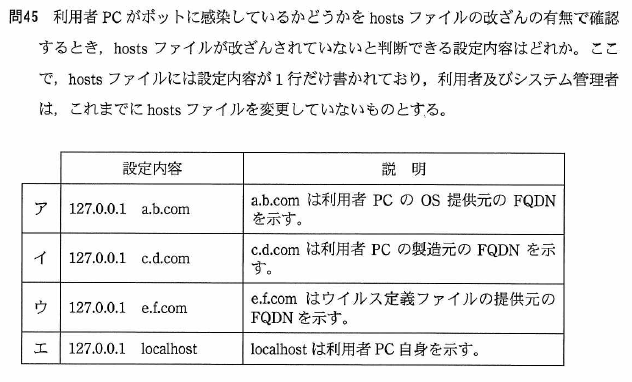 問45 利用者 PC がボットに感染しているかどうかを hosts ファイルの改ざんの有無で確認
するとき，hosts ファイルが改ざんされていないと判断できる設定内容はどれか。ここ
で，hosts ファイルには設定内容が 1 行だけ書かれており，利用者及びシステム管理者
は，これまでに hosts ファイルを変更していないものとする。
設定内容 説 明
ア 127.0.0.1 a.b.com a.b.com は利用者 PC の OS 提供元の FQDN
を示す。
イ 127.0.0.1 c.d.com c.d.com は利用者 PC の製造元の FQDN を示
す。
ウ 127.0.0.1 e.f.com e.f.com はウイルス定義ファイルの提供元の
FQDN を示す。
エ 127.0.0.1 localhost localhost は利用者 PC 自身を示す。